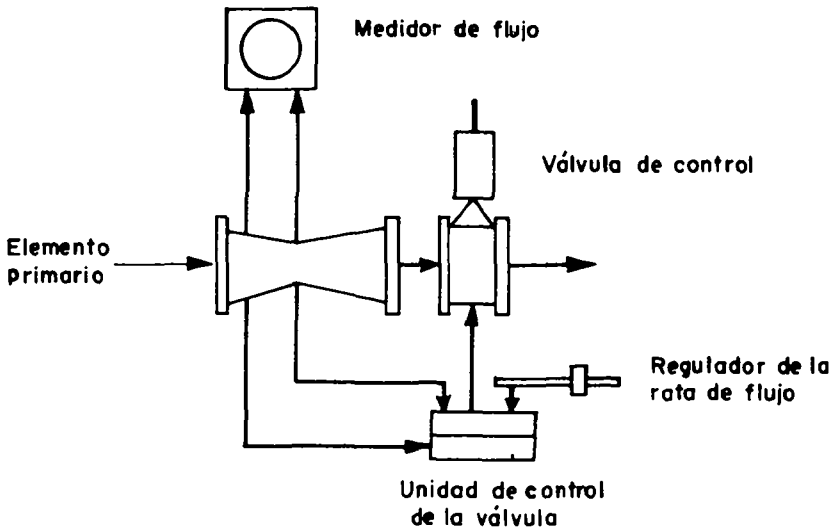 Medidor de flujo
Válvula de control
Elemento
primario
Regulador de la
rata de flujo
Unidad de control
de la válvula